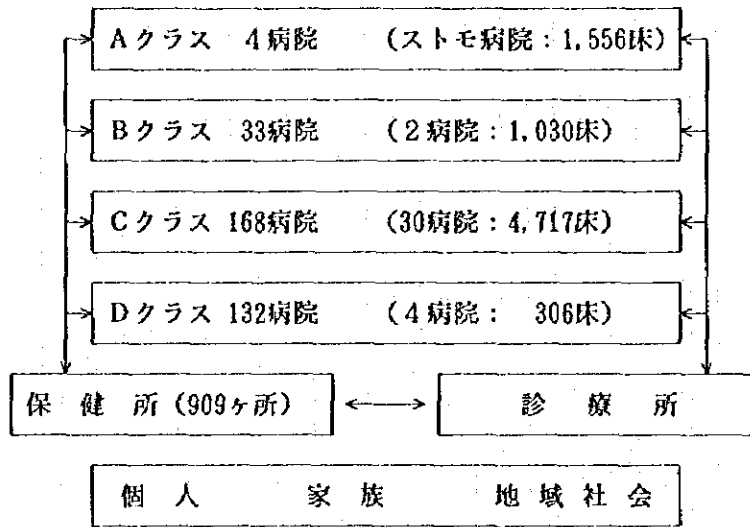 Aクラス 4病院 (ストモ病院:1,556床)
Bクラス 33病院 (2病院:1,030床)
Cクラス 168病院 (30病院:4,717床)
Dクラス 132病院 (4病院: 306床)
保健所(909ヶ所) 診療所
個人 家族 地域社会